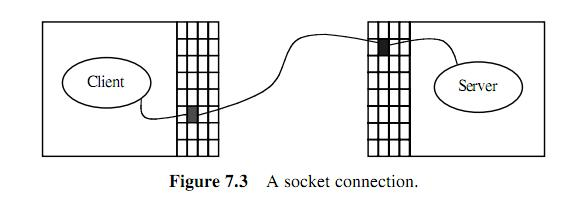 Client
Server
Figure 7.3 A socket connection.